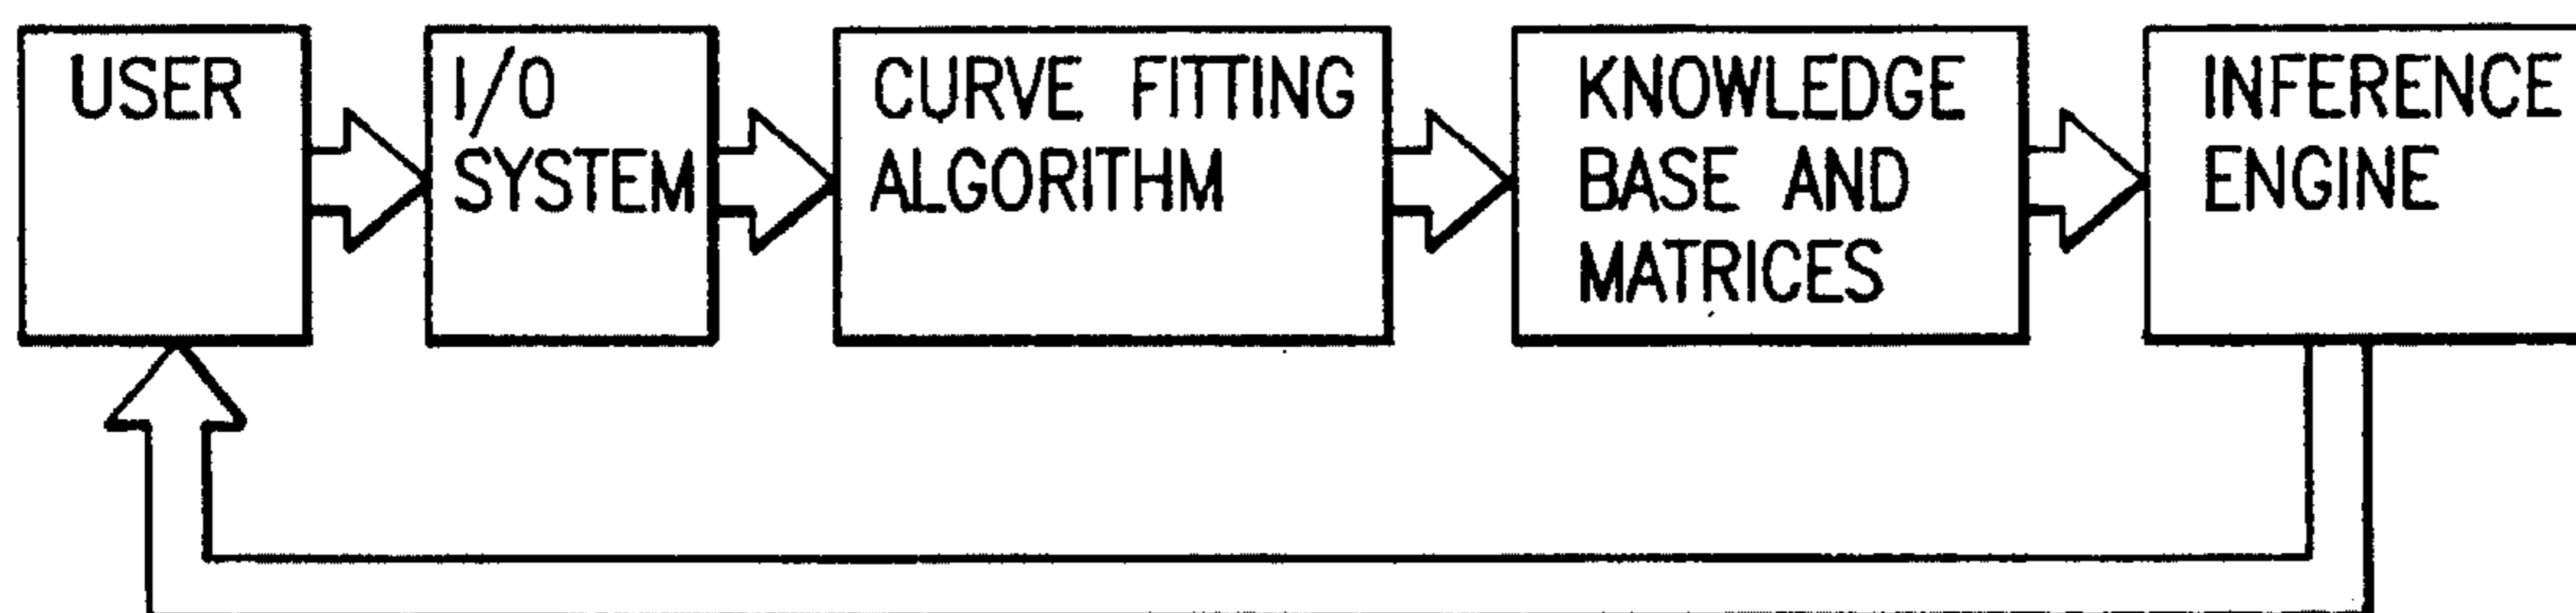 USER
I/O
SYSTEM
CURVE FITTING
ALGORITHM
KNOWLEDGE
BASE AND
MATRICES
INFERENCE
ENGINE